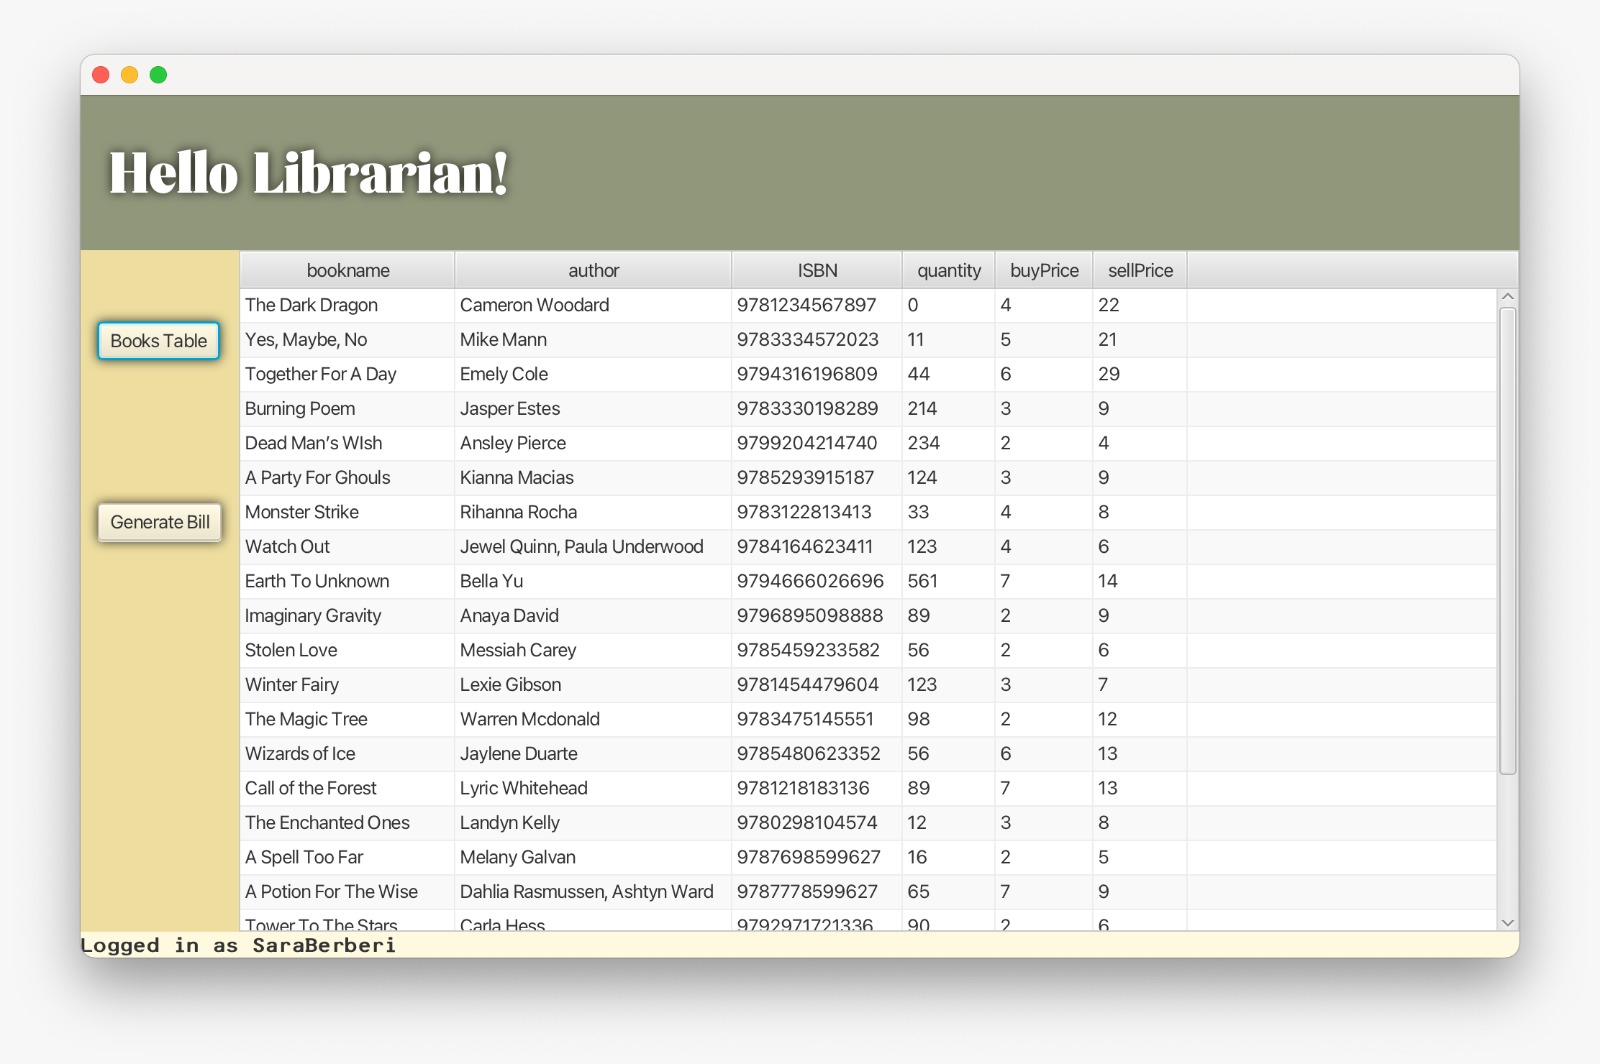 Hello Librarian!
bookname author ISBN quantity buyPrice sellPrice
Books Table
Generate Bill
The Dark Dragon Cameron Woodard 9781234567897 0 4 22
Yes, Maybe, No Mike Mann 9783334572023 11 5 21
Together For A Day Emely Cole 9794316196809 44 6 29
Burning Poem Jasper Estes 9783330198289 214 3 9
Dead Man’s WIsh Ansley Pierce 9799204214740 234 2 4
A Party For Ghouls Kianna Macias 9785293915187 124 3 9
Monster Strike Rihanna Rocha 9783122813413 33 4 8
Watch Out Jewel Quinn, Paula Underwood 9784164623411 123 4 6
Earth To Unknown Bella Yu 9794666026696 561 7 14
Imaginary Gravity Anaya David 9796895098888 89 2 9
Stolen Love Messiah Carey 9785459233582 56 2 6
Winter Fairy Lexie Gibson 9781454479604 123 3 7
The Magic Tree Warren Mcdonald 9783475145551 98 2 12
Wizards of Ice Jaylene Duarte 9785480623352 56 6 13
Call of the Forest Lyric Whitehead 9781218183136 89 7 13
The Enchanted Ones Landyn Kelly 9780298104574 12 3 8
A Spell Too Far Melany Galvan 9787698599627 16 2 5
A Potion For The Wise Dahlia Rasmussen, Ashtyn Ward 9787778599627 65 7 9
Tower To The Stars Carla Hess 9792971721336 90 2 6
Logged in as SaraBerberi